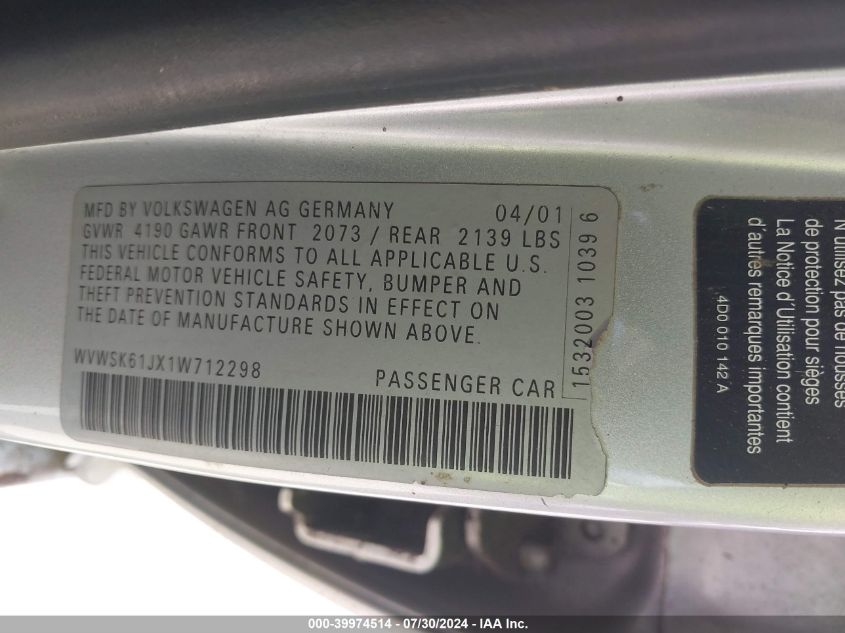 MFD BY VOLKSWAGEN AG GERMANY 04/01
GVWR 4190 GAWR FRONT 2073 / REAR 2139 LBS
THIS VEHICLE CONFORMS TO ALL APPLICABLE U.S.
FEDERAL MOTOR VEHICLE SAFETY, BUMPER AND
THEFT PREVENTION STANDARDS IN EFFECT ON
THE DATE OF MANUFACTURE SHOWN ABOVE.
WVWSK61JX1W712298
PASSENGER CAR
1532003 1039 6
N'utilisez pas de
de protection pour sièges
La Notice d'Utilisation contient
d'autres remarques importantes
4D0 010 142 A
000-39974514 - 07/30/2024 - IAA Inc.